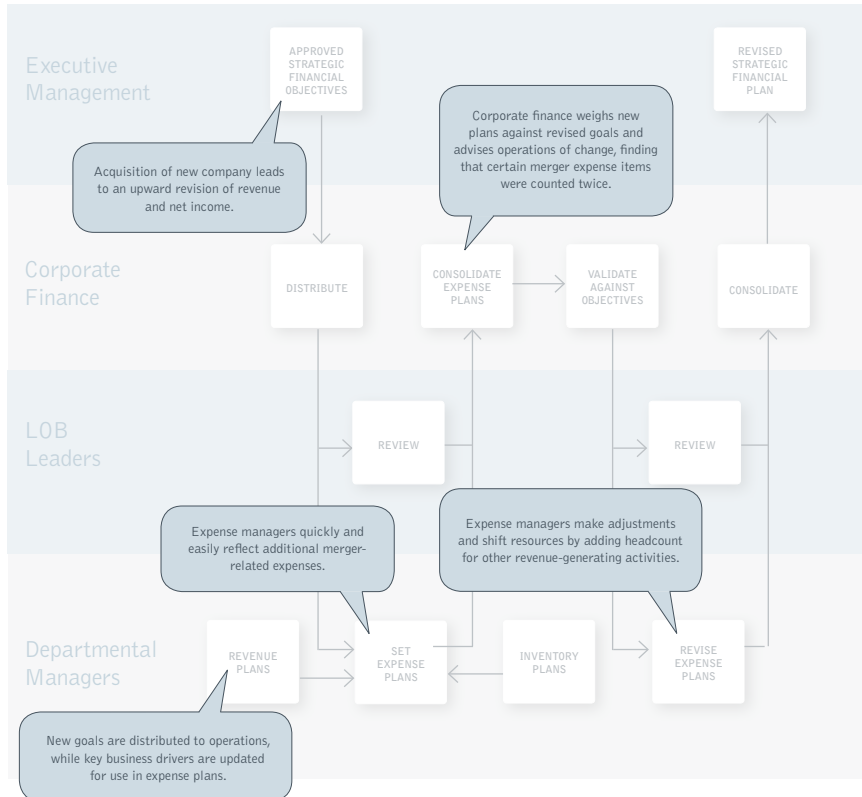 Executive
Management
APPROVED
STRATEGIC
FINANCIAL
OBJECTIVES
REVISED
STRATEGIC
FINANCIAL
PLAN
Acquisition of new company leads
to an upward revision of revenue
and net income.
Corporate finance weighs new
plans against revised goals and
advises operations of change, finding
that certain merger expense items
were counted twice.
Corporate
Finance
DISTRIBUTE
CONSOLIDATE
EXPENSE
PLANS
VALIDATE
AGAINST
OBJECTIVES
CONSOLIDATE
LOB
Leaders
REVIEW
REVIEW
Expense managers quickly and
easily reflect additional merger-
related expenses.
Expense managers make adjustments
and shift resources by adding headcount
for other revenue-generating activities.
Departmental
Managers
REVENUE
PLANS
SET
EXPENSE
PLANS
INVENTORY
PLANS
REVISE
EXPENSE
PLANS
New goals are distributed to operations,
while key business drivers are updated
for use in expense plans.